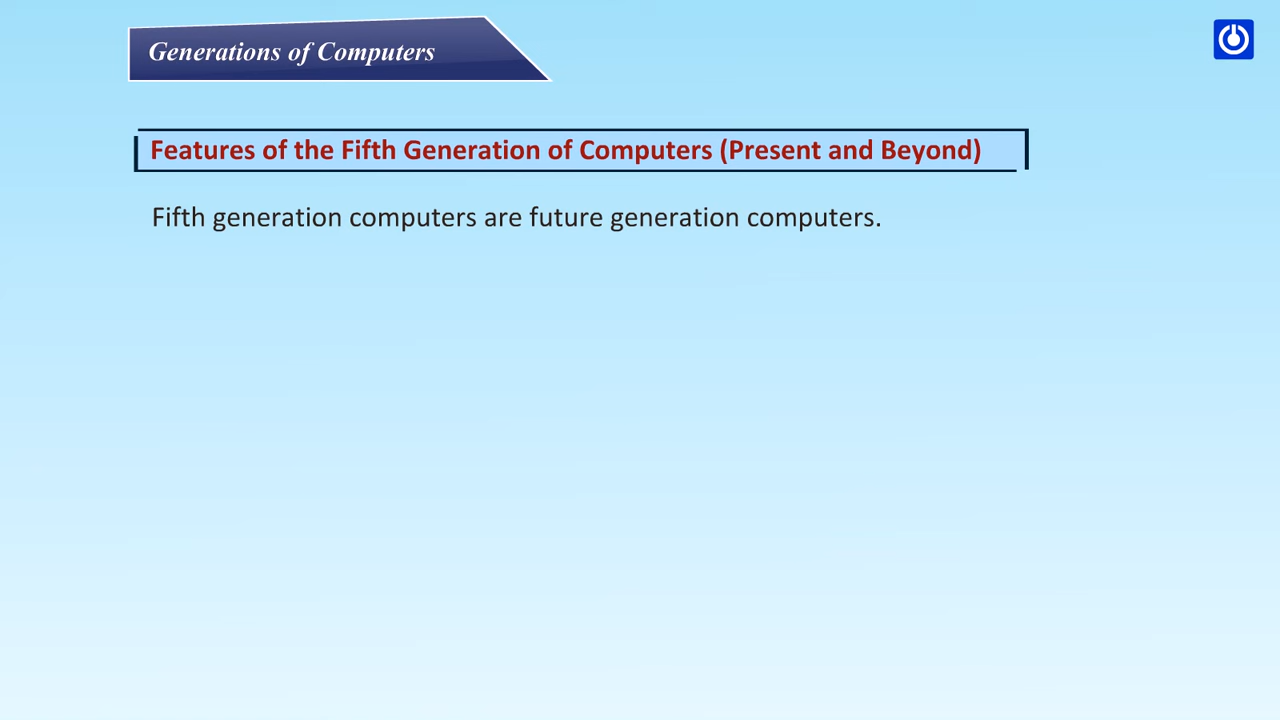 Generations of Computers
Features of the Fifth Generation of Computers (Present and Beyond)
Fifth generation computers are future generation computers.